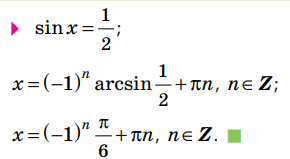 sin x = 1/2;
x = (−1)ⁿ arcsin 1/2 + πn, n ∈ Z;
x = (−1)ⁿ π/6 + πn, n ∈ Z.